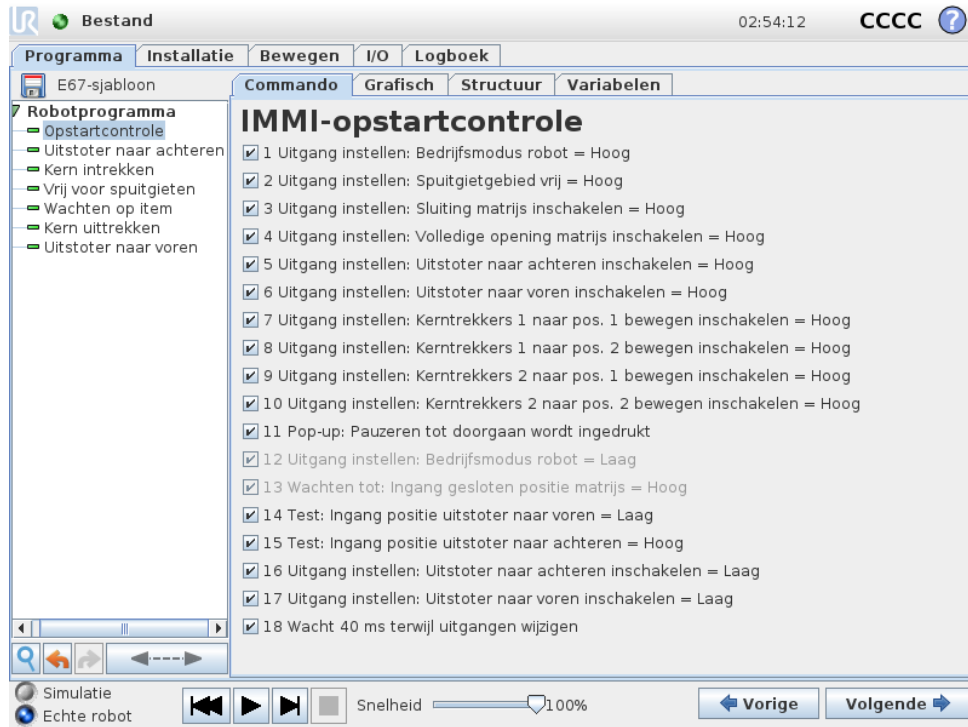 UR Bestand 02:54:12 CCCC ?
Programma Installatie Bewegen I/O Logboek
E67-sjabloon
Commando Grafisch Structuur Variabelen
Robotprogramma
Opstartcontrole
Uitstoter naar achteren
Kern intrekken
Vrij voor spuitgieten
Wachten op item
Kern uittrekken
Uitstoter naar voren
IMMI-opstartcontrole
1 Uitgang instellen: Bedrijfsmodus robot = Hoog
2 Uitgang instellen: Spuitgietgebied vrij = Hoog
3 Uitgang instellen: Sluiting matrijs inschakelen = Hoog
4 Uitgang instellen: Volledige opening matrijs inschakelen = Hoog
5 Uitgang instellen: Uitstoter naar achteren inschakelen = Hoog
6 Uitgang instellen: Uitstoter naar voren inschakelen = Hoog
7 Uitgang instellen: Kerntrekkers 1 naar pos. 1 bewegen inschakelen = Hoog
8 Uitgang instellen: Kerntrekkers 1 naar pos. 2 bewegen inschakelen = Hoog
9 Uitgang instellen: Kerntrekkers 2 naar pos. 1 bewegen inschakelen = Hoog
10 Uitgang instellen: Kerntrekkers 2 naar pos. 2 bewegen inschakelen = Hoog
11 Pop-up: Pauzeren tot doorgaan wordt ingedrukt
12 Uitgang instellen: Bedrijfsmodus robot = Laag
13 Wachten tot: Ingang gesloten positie matrijs = Hoog
14 Test: Ingang positie uitstoter naar voren = Laag
15 Test: Ingang positie uitstoter naar achteren = Hoog
16 Uitgang instellen: Uitstoter naar achteren inschakelen = Laag
17 Uitgang instellen: Uitstoter naar voren inschakelen = Laag
18 Wacht 40 ms terwijl uitgangen wijzigen
Simulatie
Echte robot
Snelheid 100%
Vorige Volgende